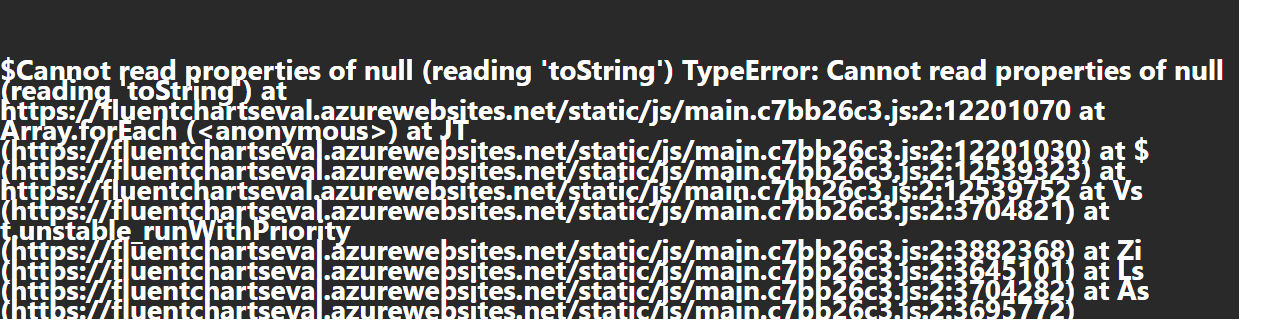 $Cannot read properties of null (reading 'toString') TypeError: Cannot read properties of null
(reading 'toString') at
https://fluentchartseval.azurewebsites.net/static/js/main.c7bb26c3.js:2:12201070 at
Array.forEach (<anonymous>) at JT
(https://fluentchartseval.azurewebsites.net/static/js/main.c7bb26c3.js:2:12201030) at $
(https://fluentchartseval.azurewebsites.net/static/js/main.c7bb26c3.js:2:12539323) at
https://fluentchartseval.azurewebsites.net/static/js/main.c7bb26c3.js:2:12539752 at Vs
(https://fluentchartseval.azurewebsites.net/static/js/main.c7bb26c3.js:2:3704821) at
t.unstable_runWithPriority
(https://fluentchartseval.azurewebsites.net/static/js/main.c7bb26c3.js:2:3882368) at Zi
(https://fluentchartseval.azurewebsites.net/static/js/main.c7bb26c3.js:2:3645101) at Ls
(https://fluentchartseval.azurewebsites.net/static/js/main.c7bb26c3.js:2:3704282) at As
(https://fluentchartseval.azurewebsites.net/static/js/main.c7bb26c3.js:2:3695772)